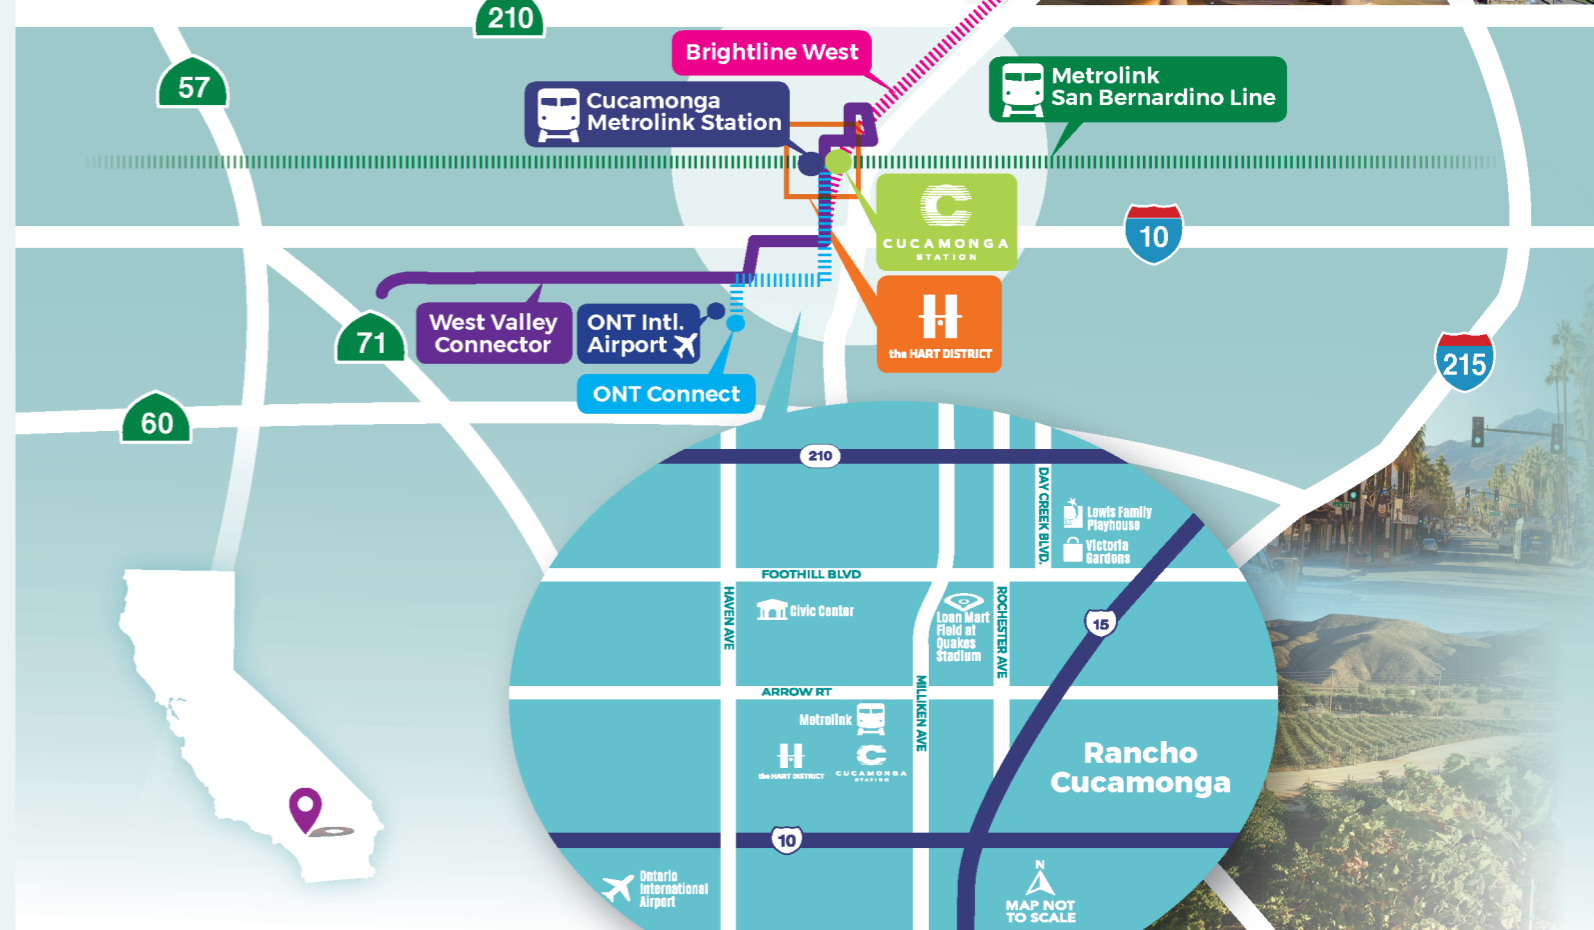 210
57
Brightline West
Metrolink
San Bernardino Line
Cucamonga
Metrolink Station
C
CUCAMONGA
STATION
10
H
the HART DISTRICT
West Valley
Connector
ONT Intl.
Airport
71
215
ONT Connect
60
210
DAY CREEK BLVD.
Lewis Family
Playhouse
Victoria
Gardens
FOOTHILL BLVD
HAVEN AVE
Civic Center
Loan Mart
Field at
Quakes
Stadium
ROCHESTER AVE
15
ARROW RT
MILLIKEN AVE
Metrolink
H
the HART DISTRICT
C
CUCAMONGA
STATION
Rancho
Cucamonga
10
Ontario
International
Airport
N
MAP NOT
TO SCALE